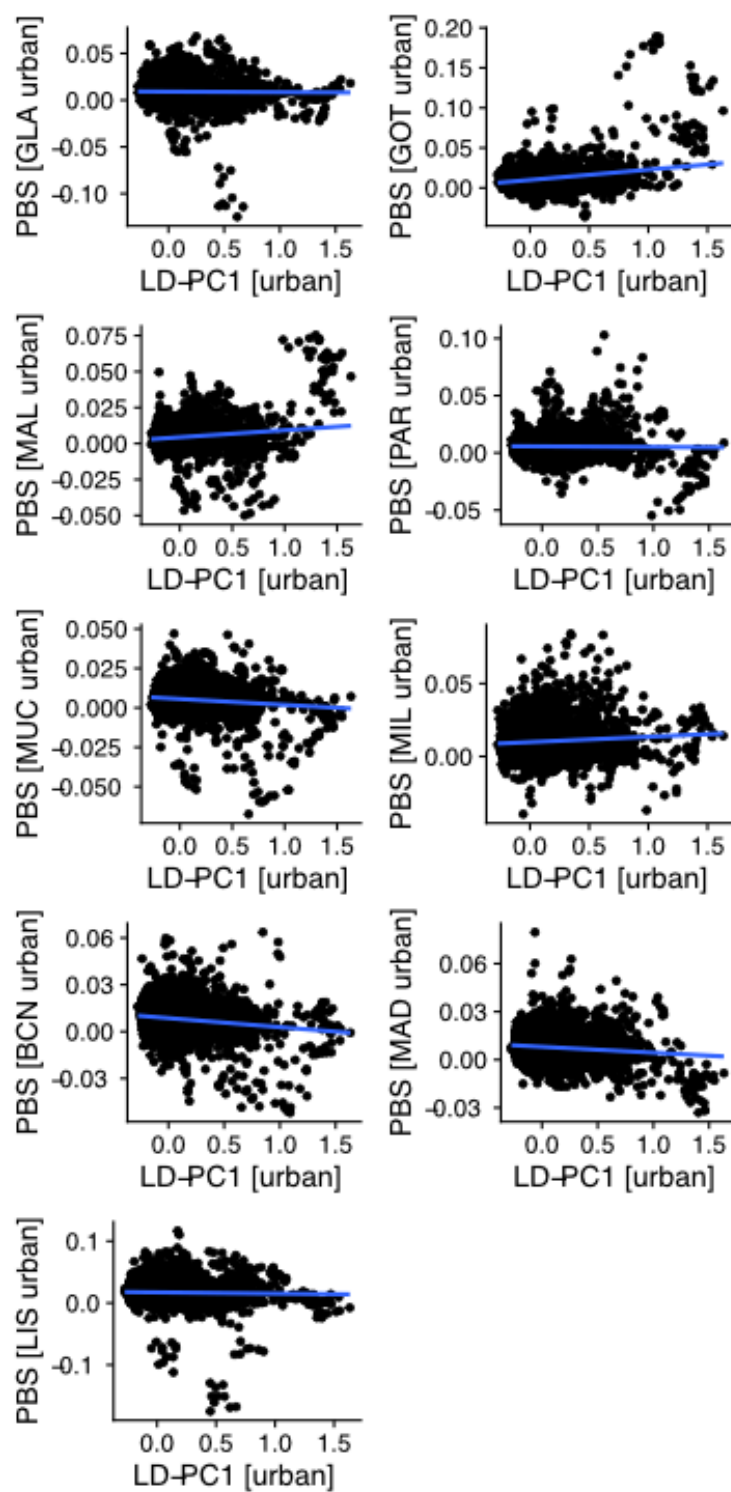 PBS [GLA urban]
0.05
0.00
-0.05
-0.10
0.0 0.5 1.0 1.5
LD-PC1 [urban]
PBS [GOT urban]
0.20
0.15
0.10
0.05
0.00
0.0 0.5 1.0 1.5
LD-PC1 [urban]
PBS [MAL urban]
0.075
0.050
0.025
0.000
-0.025
-0.050
0.0 0.5 1.0 1.5
LD-PC1 [urban]
PBS [PAR urban]
0.10
0.05
0.00
-0.05
0.0 0.5 1.0 1.5
LD-PC1 [urban]
PBS [MUC urban]
0.050
0.025
0.000
-0.025
-0.050
0.0 0.5 1.0 1.5
LD-PC1 [urban]
PBS [MIL urban]
0.05
0.00
0.0 0.5 1.0 1.5
LD-PC1 [urban]
PBS [BCN urban]
0.06
0.03
0.00
-0.03
0.0 0.5 1.0 1.5
LD-PC1 [urban]
PBS [MAD urban]
0.06
0.03
0.00
-0.03
0.0 0.5 1.0 1.5
LD-PC1 [urban]
PBS [LIS urban]
0.1
0.0
-0.1
0.0 0.5 1.0 1.5
LD-PC1 [urban]